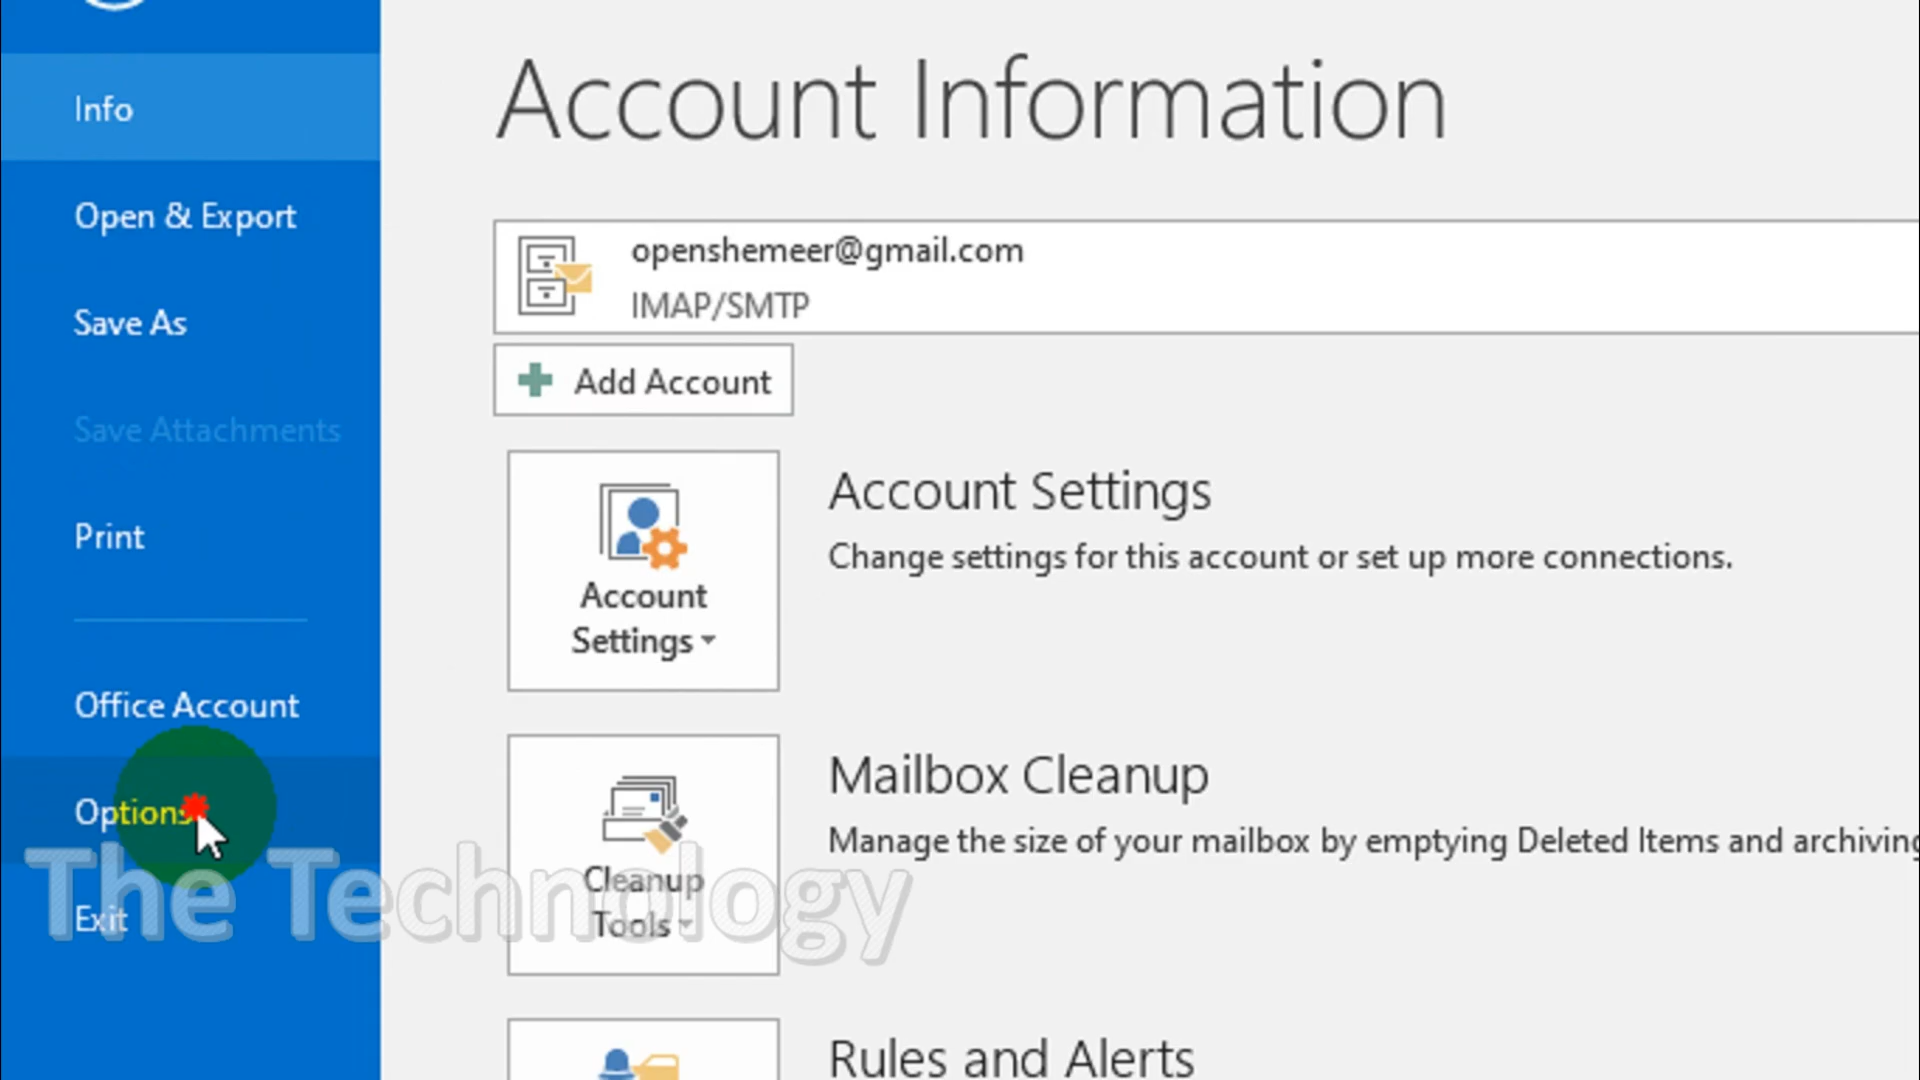 Info
Open & Export
Save As
Save Attachments
Print
Office Account
Options
Exit
Account Information
openshemeer@gmail.com
IMAP/SMTP
Add Account
Account
Settings
Account Settings
Change settings for this account or set up more connections.
Cleanup
Tools
Mailbox Cleanup
Manage the size of your mailbox by emptying Deleted Items and archiving
Rules and Alerts
The Technology